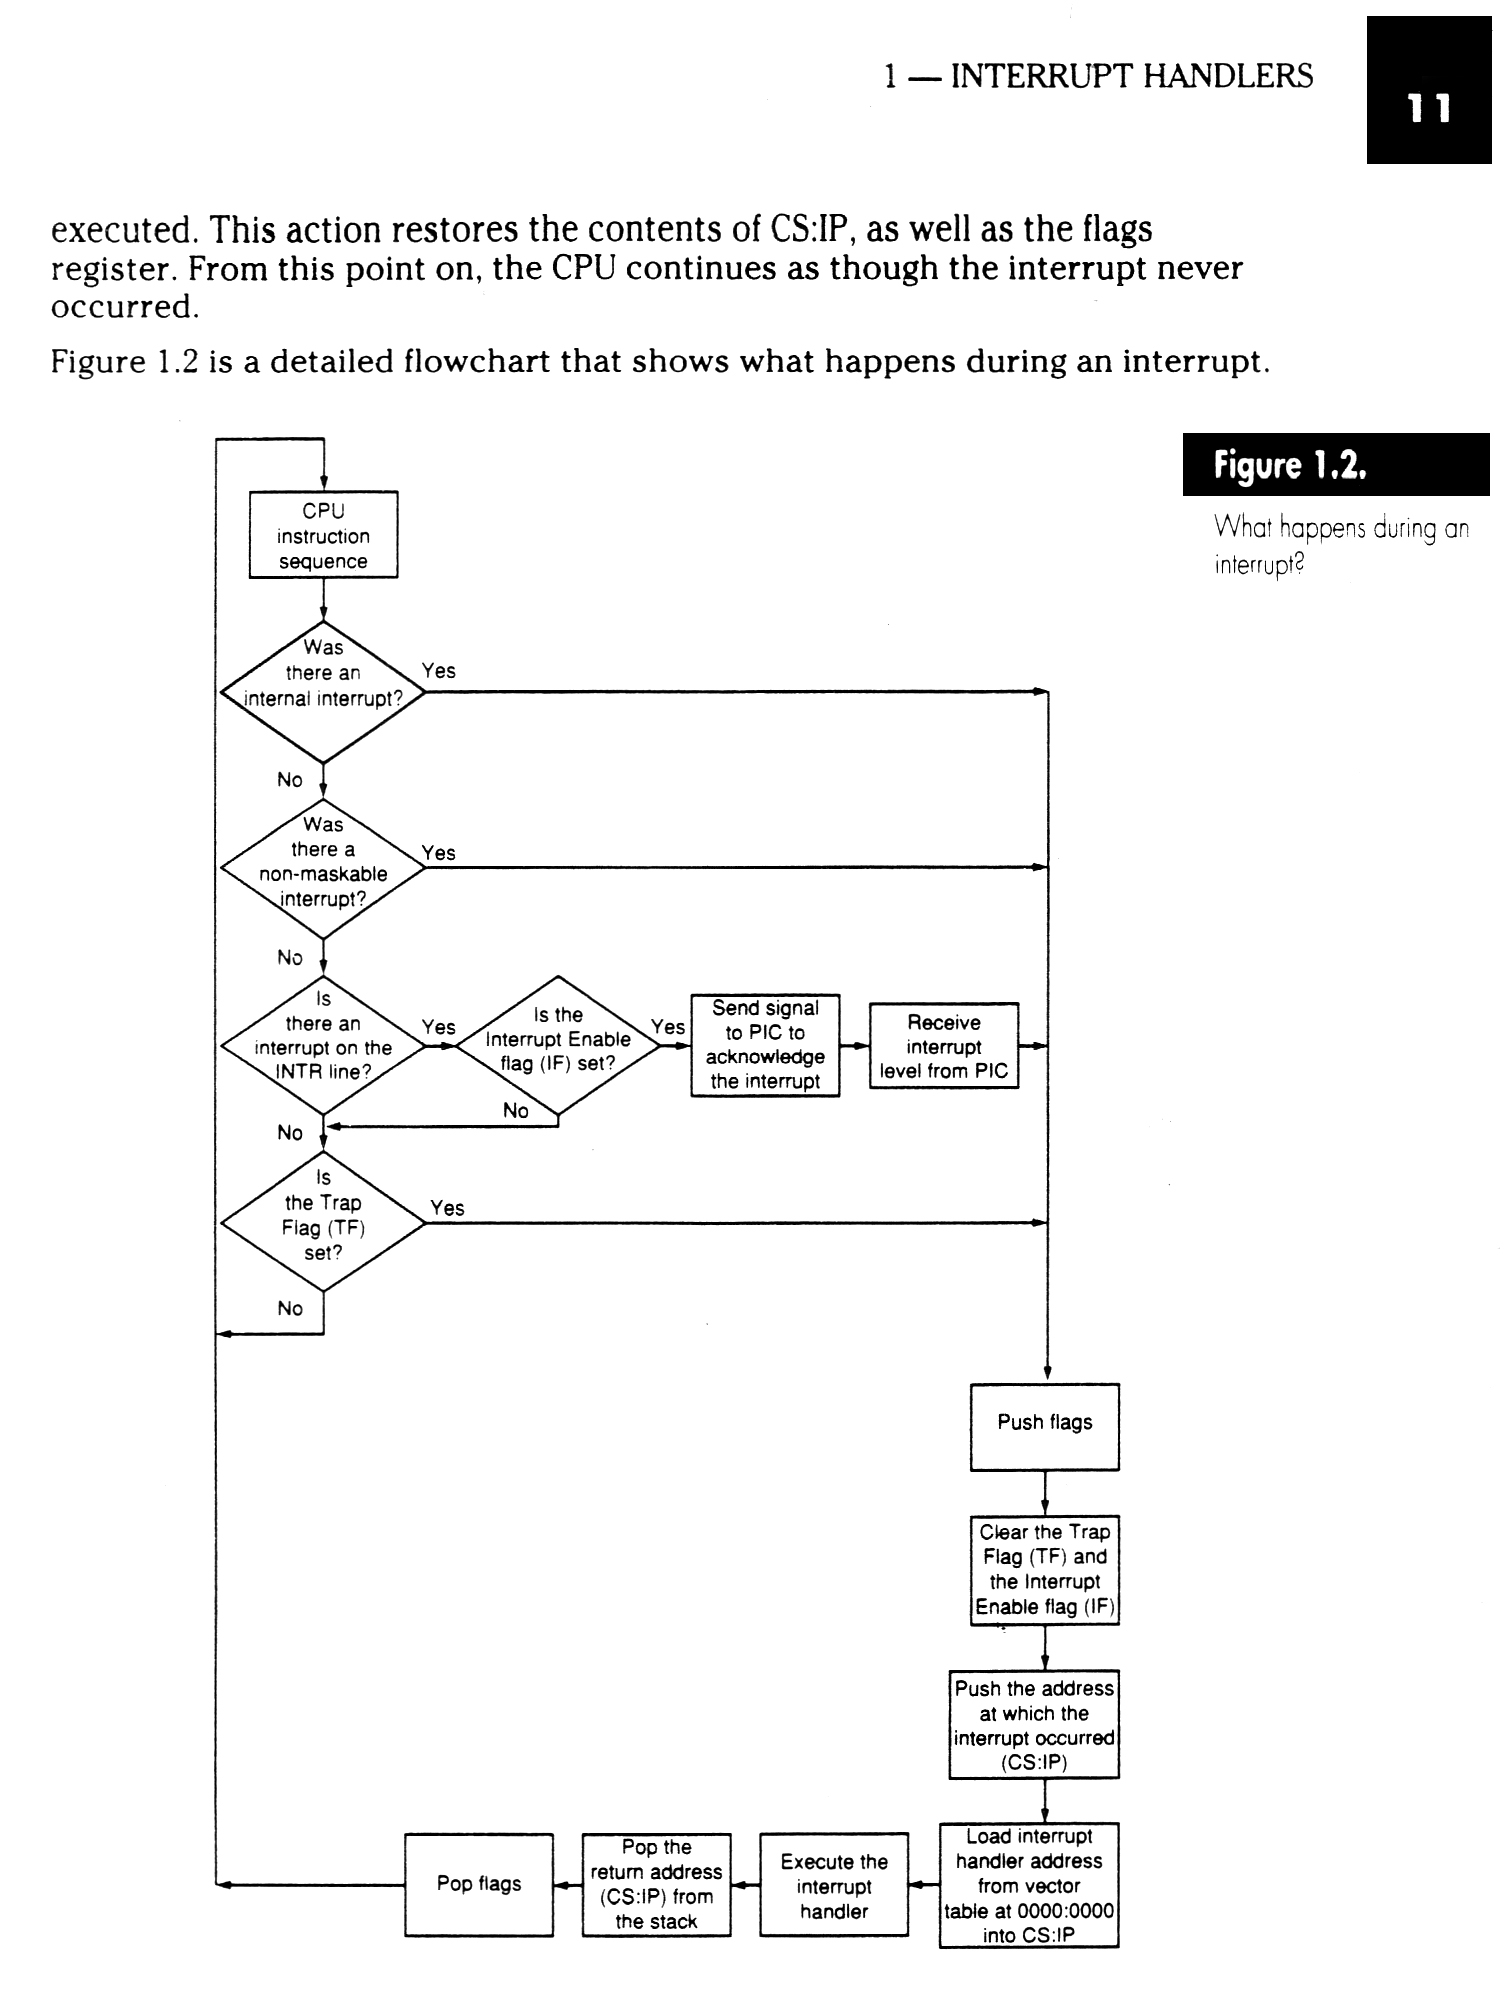 1 — INTERRUPT HANDLERS
11
executed. This action restores the contents of CS:IP, as well as the flags
register. From this point on, the CPU continues as though the interrupt never
occurred.
Figure 1.2 is a detailed flowchart that shows what happens during an interrupt.
Figure 1.2.
What happens during an
interrupt?
CPU
instruction
sequence
Was
there an
internal interrupt?
Yes
No
Was
there a
non-maskable
interrupt?
Yes
No
Is
there an
interrupt on the
INTR line?
Yes
No
Is the
Interrupt Enable
flag (IF) set?
Yes
No
Send signal
to PIC to
acknowledge
the interrupt
Receive
interrupt
level from PIC
Is
the Trap
Flag (TF)
set?
Yes
No
Push flags
Clear the Trap
Flag (TF) and
the Interrupt
Enable flag (IF)
Push the address
at which the
interrupt occurred
(CS:IP)
Load interrupt
handler address
from vector
table at 0000:0000
into CS:IP
Execute the
interrupt
handler
Pop the
return address
(CS:IP) from
the stack
Pop flags